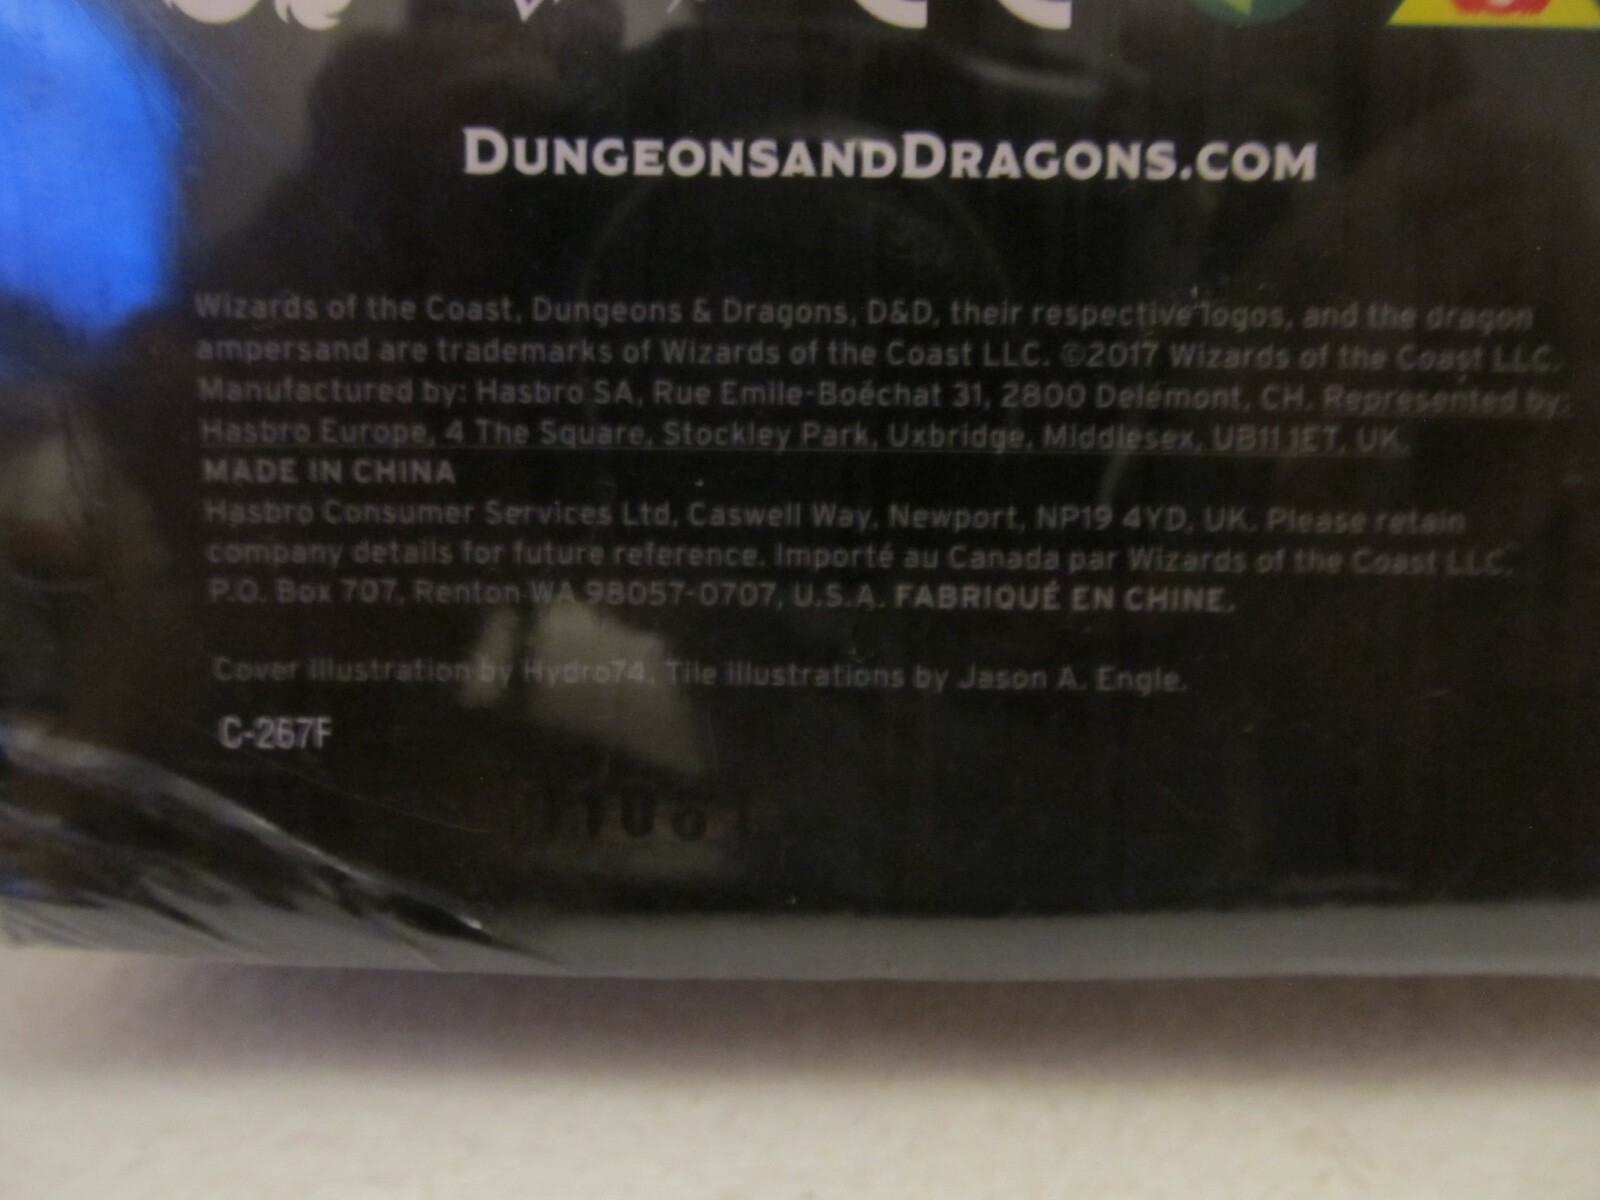 DUNGEONSANDDRAGONS.COM
Wizards of the Coast, Dungeons & Dragons, D&D, their respective logos, and the dragon
ampersand are trademarks of Wizards of the Coast LLC. ©2017 Wizards of the Coast LLC.
Manufactured by: Hasbro SA, Rue Emile-Boéchat 31, 2800 Delémont, CH. Represented by:
Hasbro Europe, 4 The Square, Stockley Park, Uxbridge, Middlesex, UB11 1ET, UK.
MADE IN CHINA
Hasbro Consumer Services Ltd, Caswell Way, Newport, NP19 4YD, UK. Please retain
company details for future reference. Importé au Canada par Wizards of the Coast LLC,
P.O. Box 707, Renton WA 98057-0707, U.S.A. FABRIQUÉ EN CHINE.
Cover illustration by Hydro74, Tile illustrations by Jason A. Engle.
C-267F